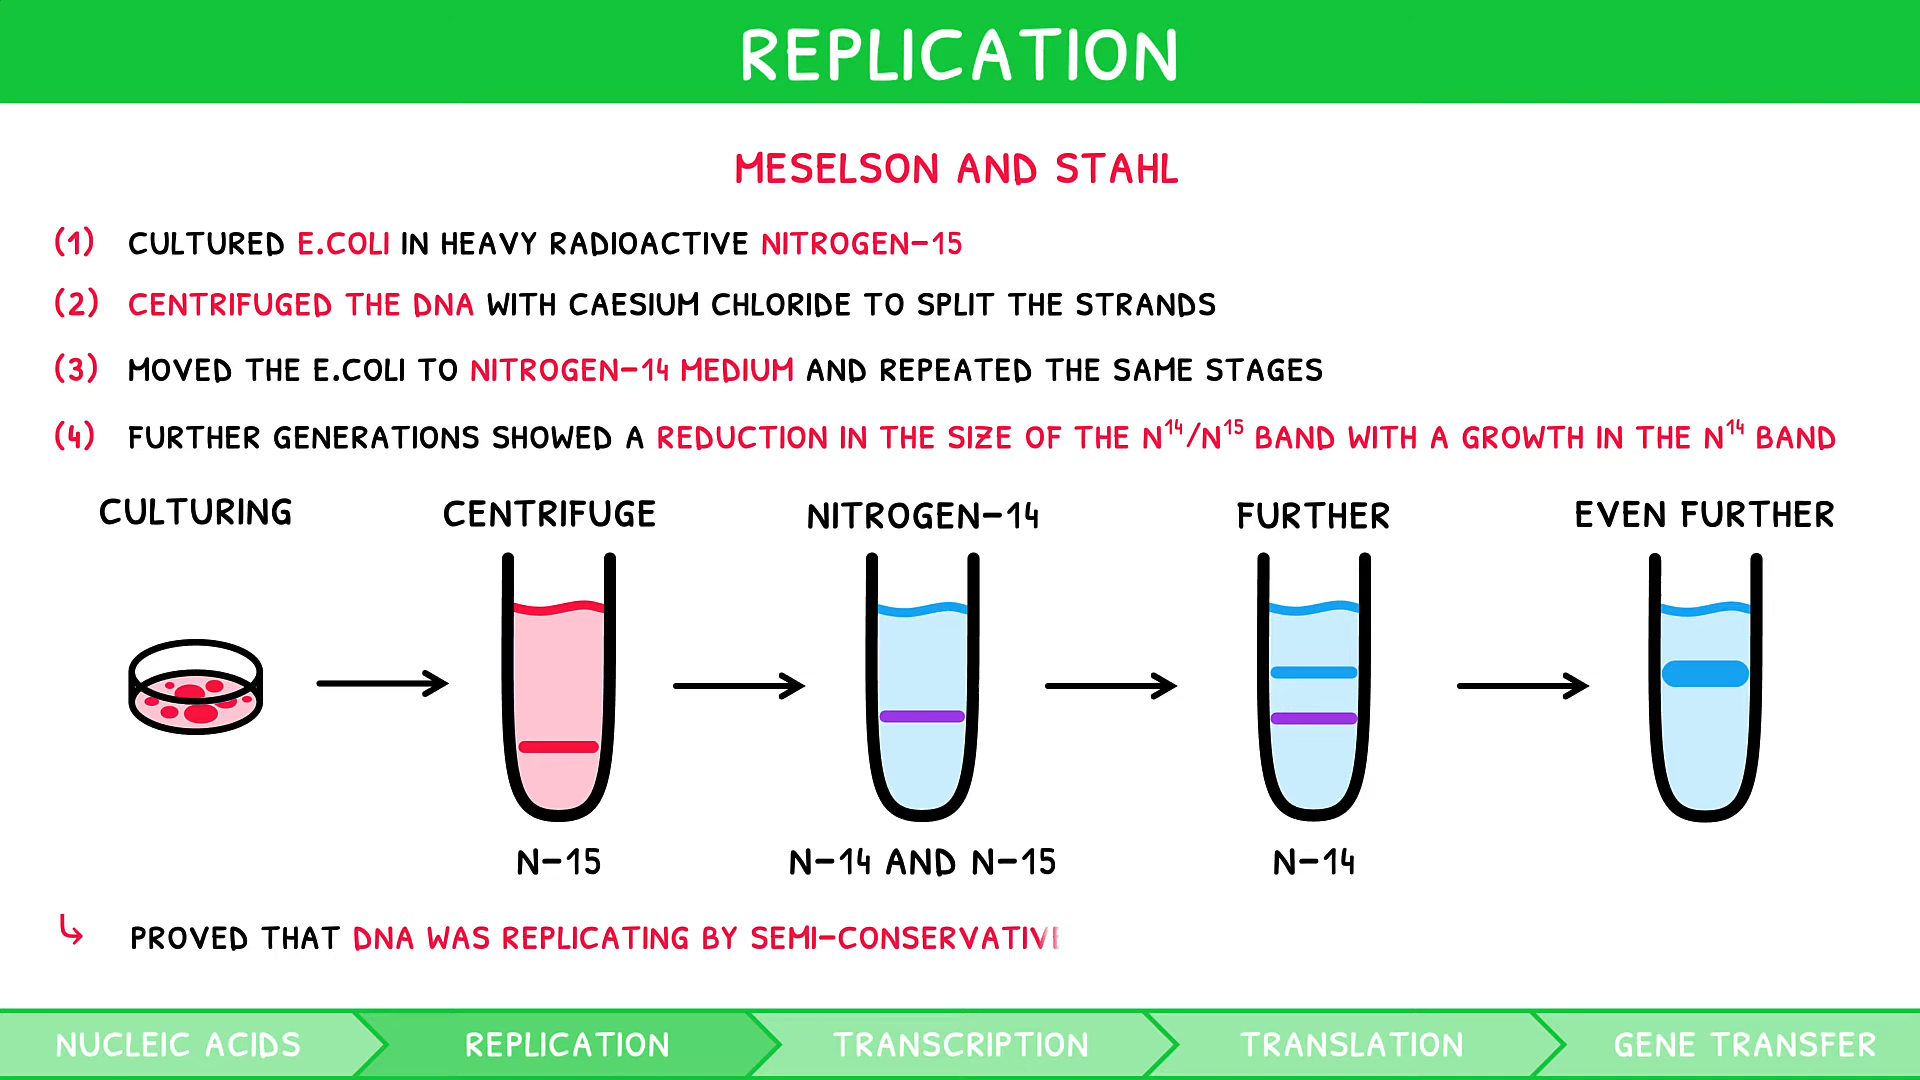 REPLICATION
MESELSON AND STAHL
(1) CULTURED E.COLI IN HEAVY RADIOACTIVE NITROGEN-15
(2) CENTRIFUGED THE DNA WITH CAESIUM CHLORIDE TO SPLIT THE STRANDS
(3) MOVED THE E.COLI TO NITROGEN-14 MEDIUM AND REPEATED THE SAME STAGES
(4) FURTHER GENERATIONS SHOWED A REDUCTION IN THE SIZE OF THE N¹⁴/N¹⁵ BAND WITH A GROWTH IN THE N¹⁴ BAND
CULTURING CENTRIFUGE NITROGEN-14 FURTHER EVEN FURTHER
N-15 N-14 AND N-15 N-14
PROVED THAT DNA WAS REPLICATING BY SEMI-CONSERVATIVE
NUCLEIC ACIDS REPLICATION TRANSCRIPTION TRANSLATION GENE TRANSFER